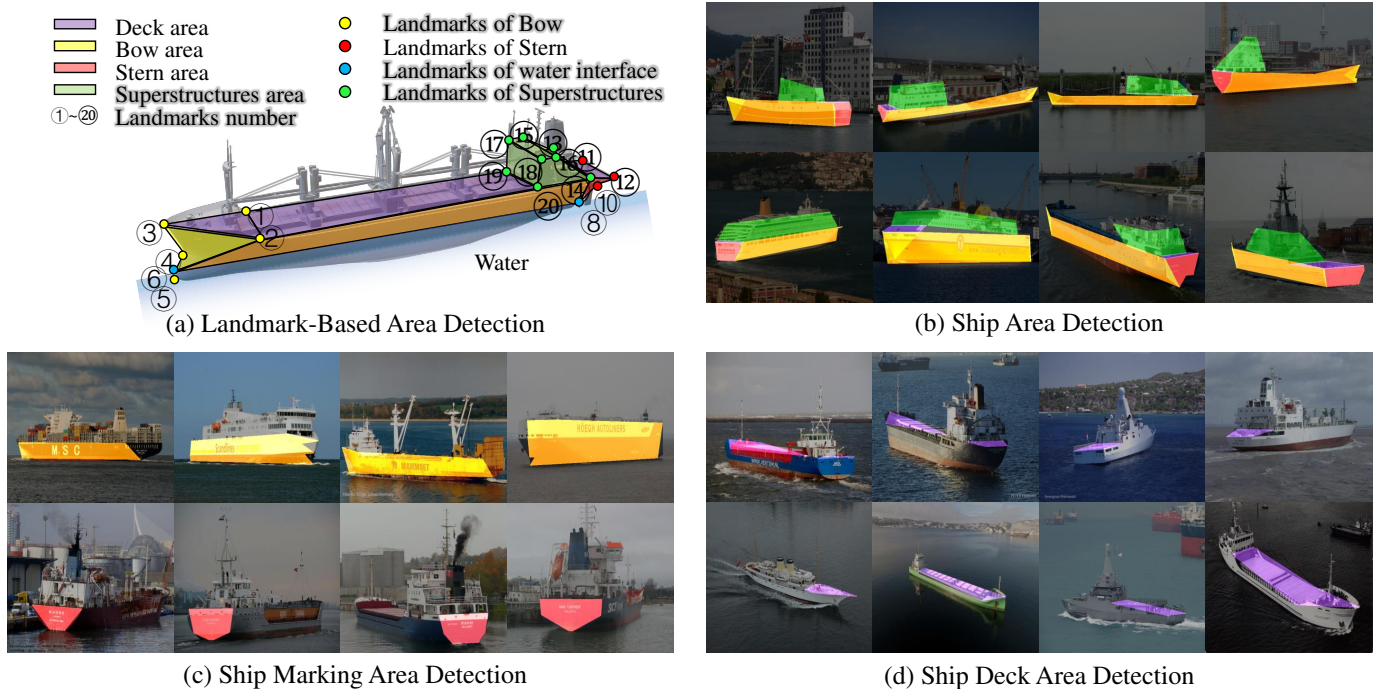 Deck area
Bow area
Stern area
Superstructures area
①~⑳ Landmarks number
Landmarks of Bow
Landmarks of Stern
Landmarks of water interface
Landmarks of Superstructures
⑰ ⑮ ⑬ ⑪
⑲ ⑱ ⑯ ⑫
⑭ ⑩
⑳ ⑧
③ ① ②
④
⑥
⑤
Water
(a) Landmark-Based Area Detection
(b) Ship Area Detection
M S C
Scandlines
MAMMOET
HÖEGH AUTOLINERS
(c) Ship Marking Area Detection
(d) Ship Deck Area Detection